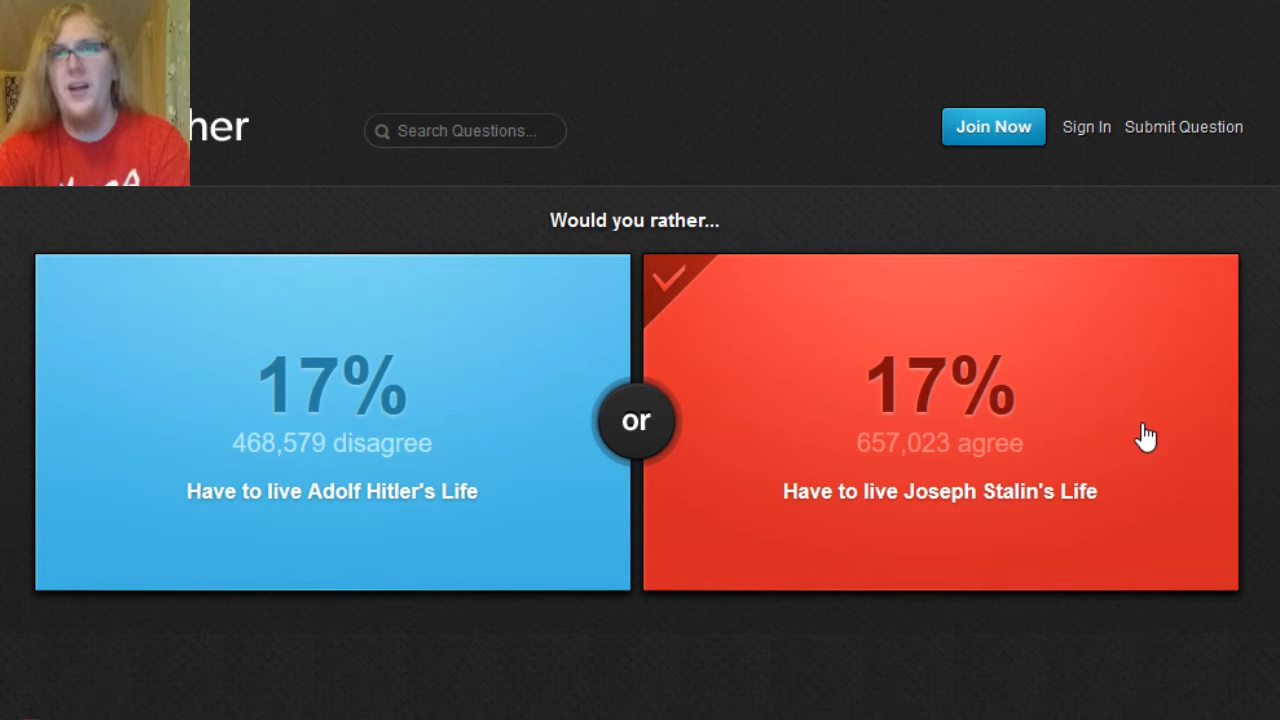 her
Search Questions...
Join Now
Sign In
Submit Question
Would you rather...
17%
468,579 disagree
Have to live Adolf Hitler's Life
or
17%
657,023 agree
Have to live Joseph Stalin's Life